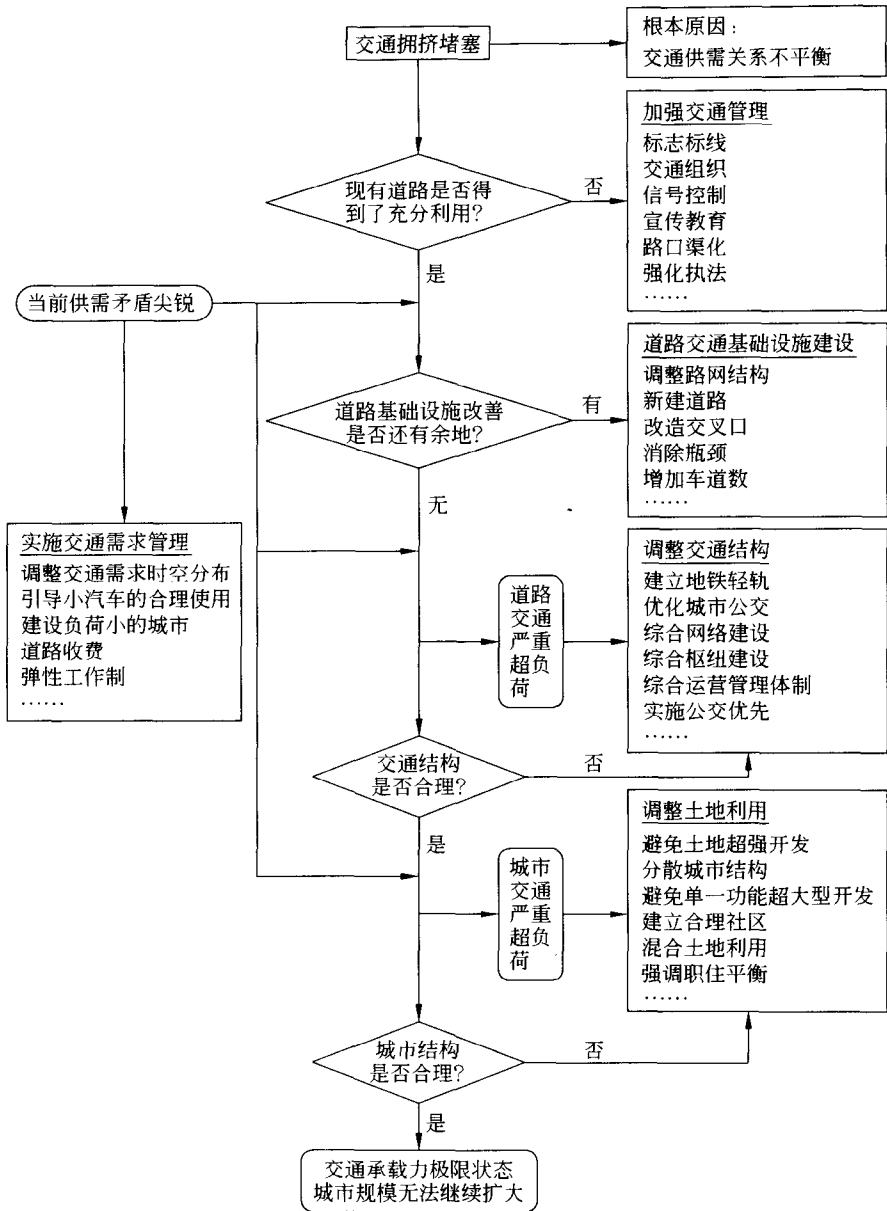 交通拥挤堵塞
根本原因：
交通供需关系不平衡
加强交通管理
标志标线
交通组织
信号控制
宣传教育
路口渠化
强化执法
……
现有道路是否得
到了充分利用？
否
是
当前供需矛盾尖锐
道路交通基础设施建设
调整路网结构
新建道路
改造交叉口
消除瓶颈
增加车道数
……
道路基础设施改善
是否还有余地？
有
无
实施交通需求管理
调整交通需求时空分布
引导小汽车的合理使用
建设负荷小的城市
道路收费
弹性工作制
……
道路
交通
严重
超负
荷
调整交通结构
建立地铁轻轨
优化城市公交
综合网络建设
综合枢纽建设
综合运营管理体制
实施公交优先
……
交通结构
是否合理？
否
是
城市
交通
严重
超负
荷
调整土地利用
避免土地超强开发
分散城市结构
避免单一功能超大型开发
建立合理社区
混合土地利用
强调职住平衡
……
城市结构
是否合理？
否
是
交通承载力极限状态
城市规模无法继续扩大